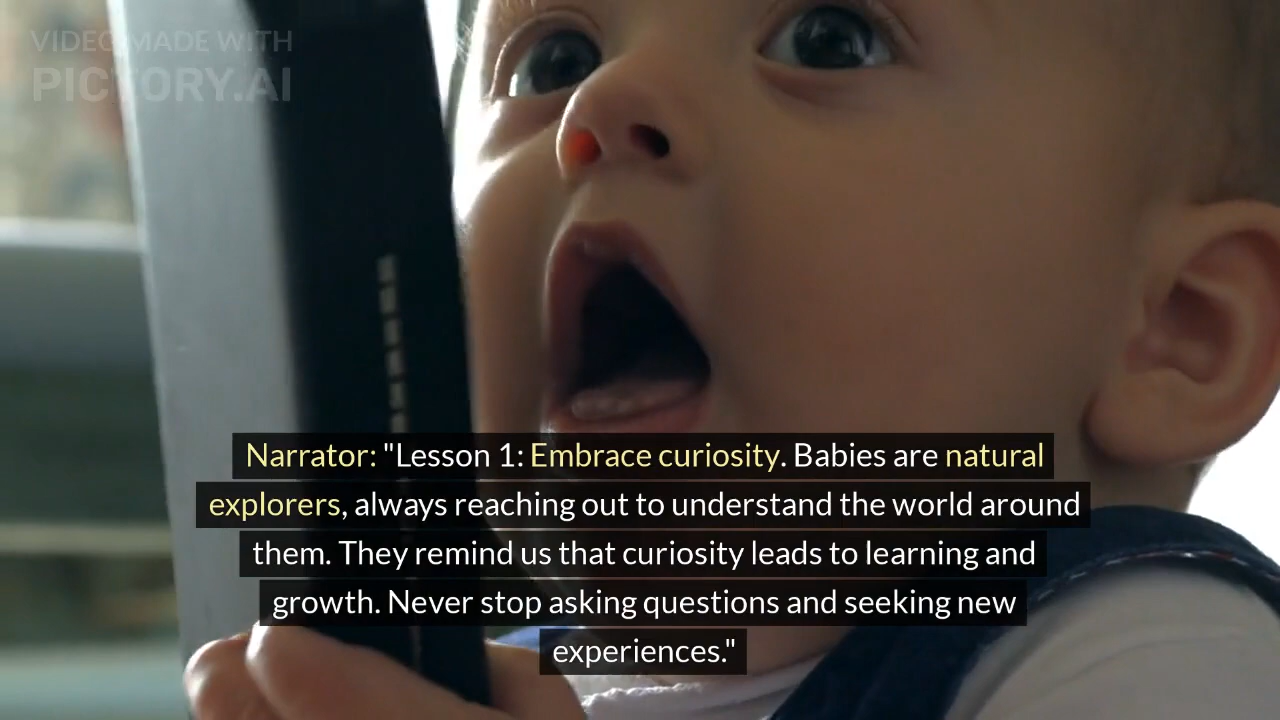 VIDEO MADE WITH
PICTORY.AI
Narrator: "Lesson 1: Embrace curiosity. Babies are natural
explorers, always reaching out to understand the world around
them. They remind us that curiosity leads to learning and
growth. Never stop asking questions and seeking new
experiences."